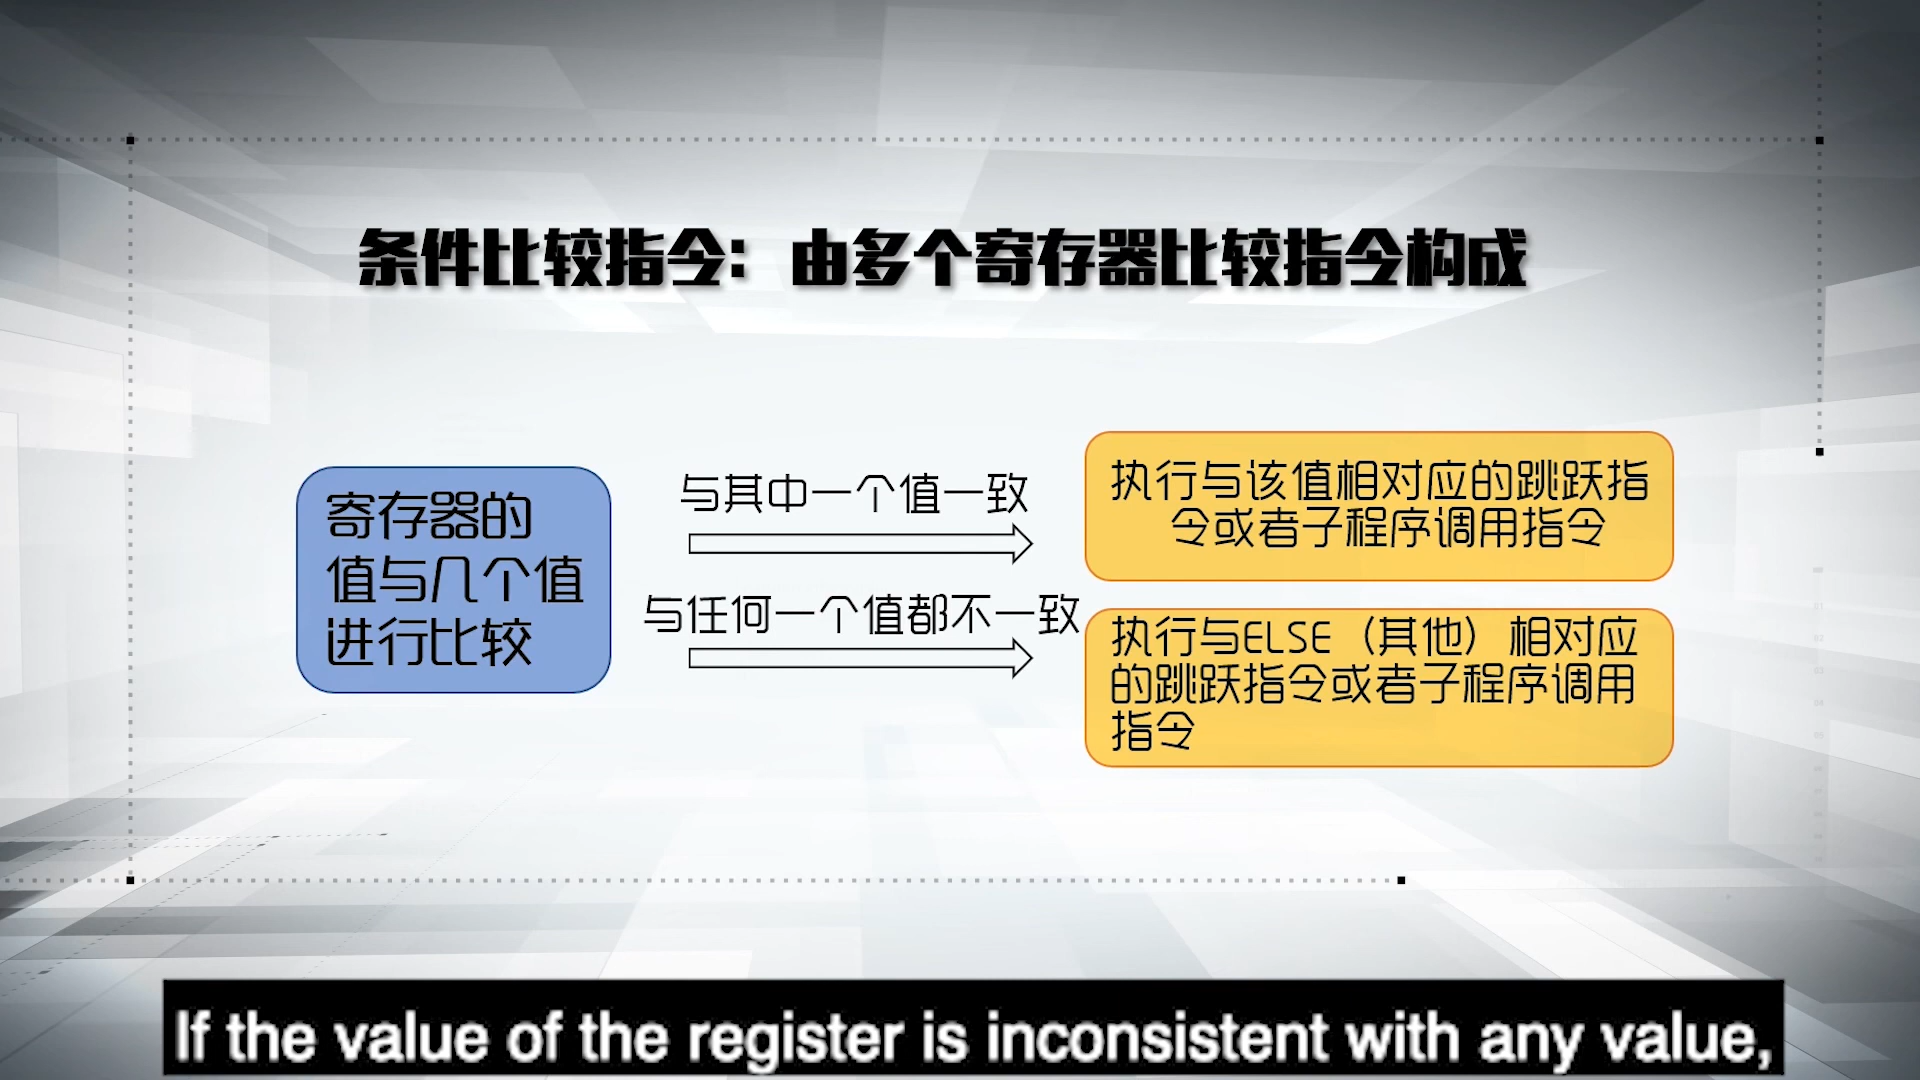 条件比较指令：由多个寄存器比较指令构成
寄存器的
值与几个值
进行比较
与其中一个值一致
与任何一个值都不一致
执行与该值相对应的跳跃指
令或者子程序调用指令
执行与ELSE（其他）相对应
的跳跃指令或者子程序调用
指令
If the value of the register is inconsistent with any value,